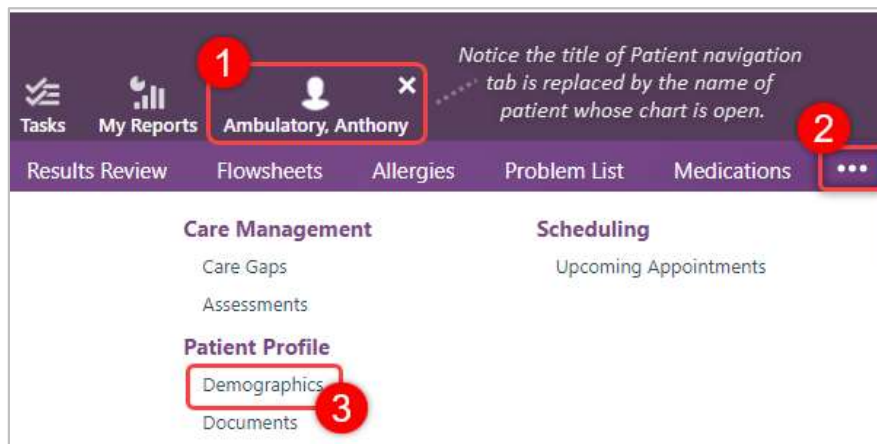 1
Notice the title of Patient navigation
tab is replaced by the name of
patient whose chart is open.
Tasks My Reports Ambulatory, Anthony
2
Results Review Flowsheets Allergies Problem List Medications •••
Care Management Scheduling
Care Gaps Upcoming Appointments
Assessments
Patient Profile
Demographics
3
Documents